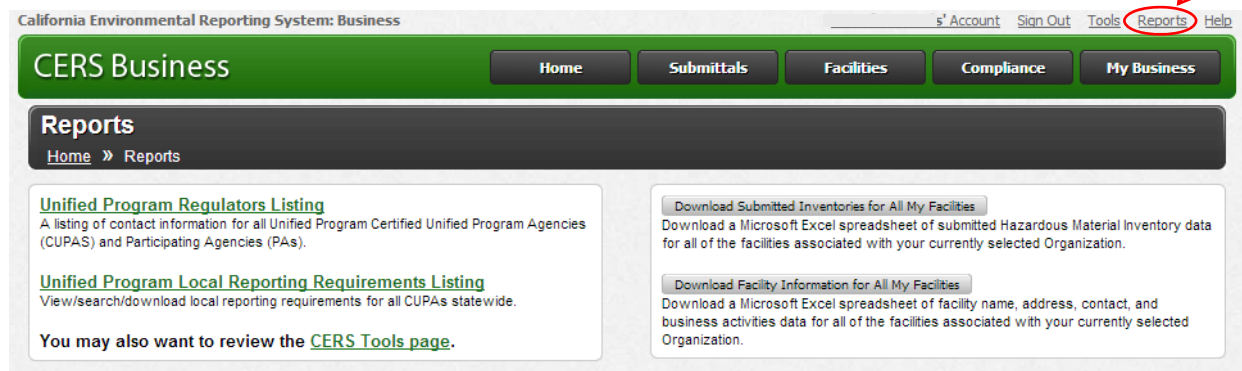 California Environmental Reporting System: Business
s' Account Sign Out Tools Reports Help
CERS Business
Home Submittals Facilities Compliance My Business
Reports
Home » Reports
Unified Program Regulators Listing
A listing of contact information for all Unified Program Certified Unified Program Agencies
(CUPAS) and Participating Agencies (PAs).
Unified Program Local Reporting Requirements Listing
View/search/download local reporting requirements for all CUPAs statewide.
You may also want to review the CERS Tools page.
Download Submitted Inventories for All My Facilities
Download a Microsoft Excel spreadsheet of submitted Hazardous Material Inventory data
for all of the facilities associated with your currently selected Organization.
Download Facility Information for All My Facilities
Download a Microsoft Excel spreadsheet of facility name, address, contact, and
business activities data for all of the facilities associated with your currently selected
Organization.